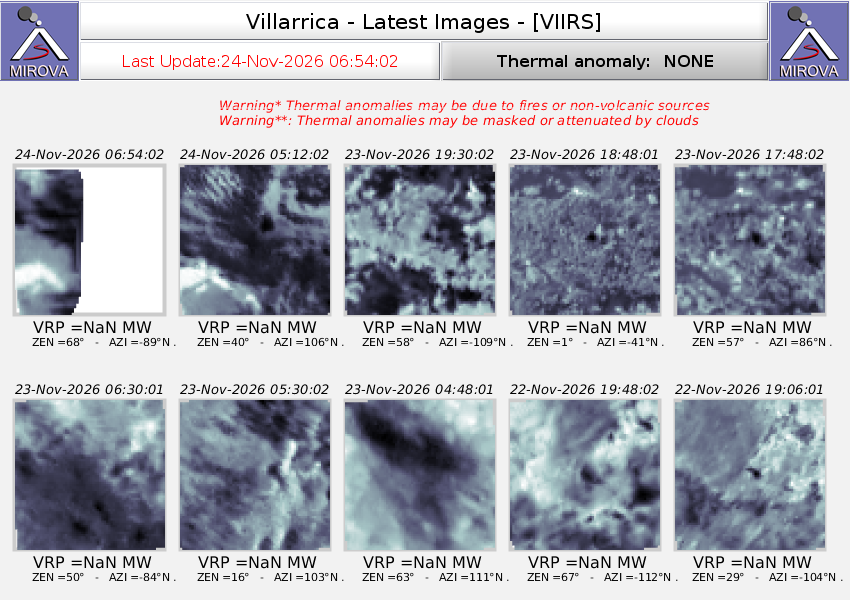 Villarrica - Latest Images - [VIIRS]
MIROVA
Last Update:24-Nov-2026 06:54:02
Thermal anomaly: NONE
MIROVA
Warning* Thermal anomalies may be due to fires or non-volcanic sources
Warning**: Thermal anomalies may be masked or attenuated by clouds
24-Nov-2026 06:54:02
24-Nov-2026 05:12:02
23-Nov-2026 19:30:02
23-Nov-2026 18:48:01
23-Nov-2026 17:48:02
VRP =NaN MW
VRP =NaN MW
VRP =NaN MW
VRP =NaN MW
VRP =NaN MW
ZEN =68° - AZI =-89°N .
ZEN =40° - AZI =106°N .
ZEN =58° - AZI =-109°N .
ZEN =1° - AZI =-41°N .
ZEN =57° - AZI =86°N .
23-Nov-2026 06:30:01
23-Nov-2026 05:30:02
23-Nov-2026 04:48:01
22-Nov-2026 19:48:02
22-Nov-2026 19:06:01
VRP =NaN MW
VRP =NaN MW
VRP =NaN MW
VRP =NaN MW
VRP =NaN MW
ZEN =50° - AZI =-84°N .
ZEN =16° - AZI =103°N .
ZEN =63° - AZI =111°N .
ZEN =67° - AZI =-112°N .
ZEN =29° - AZI =-104°N .